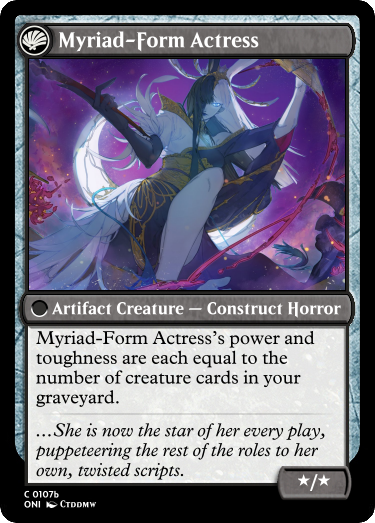 Myriad-Form Actress
Artifact Creature — Construct Horror
Myriad-Form Actress's power and
toughness are each equal to the
number of creature cards in your
graveyard.
…She is now the star of her every play,
puppeteering the rest of the roles to her
own, twisted scripts.
★/★
C 0107b
ONI Ctddmw